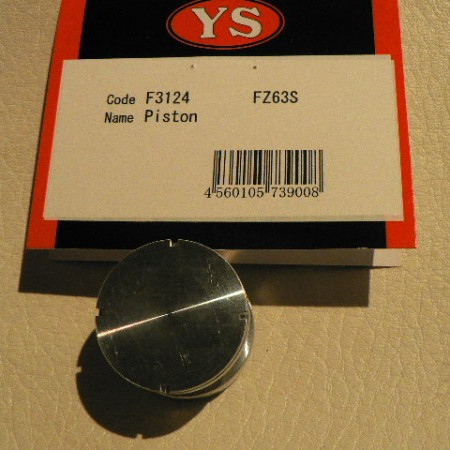 YS
Code F3124 FZ63S
Name Piston
4 560105 739008